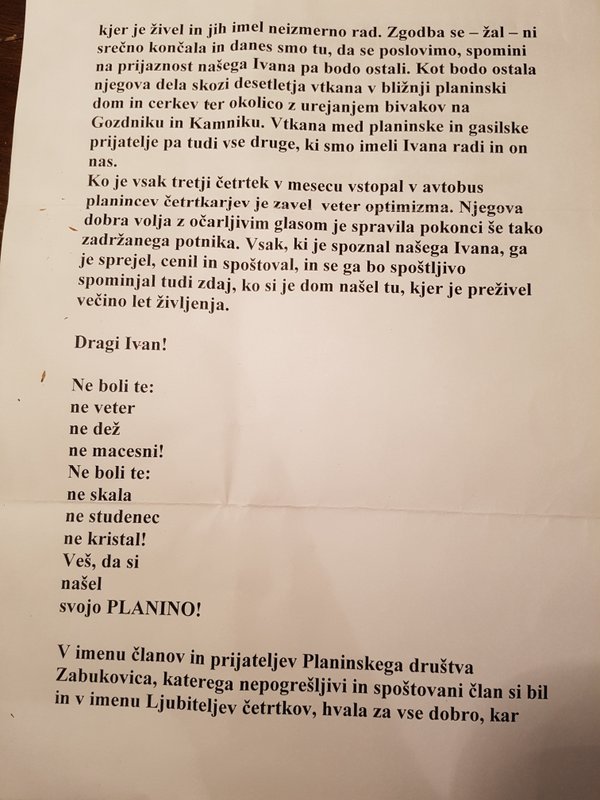 kjer je živel in jih imel neizmerno rad. Zgodba se – žal – ni
srečno končala in danes smo tu, da se poslovimo, spomini
na prijaznost našega Ivana pa bodo ostali. Kot bodo ostala
njegova dela skozi desetletja vtkana v bližnji planinski
dom in cerkev ter okolico z urejanjem bivakov na
Gozdniku in Kamniku. Vtkana med planinske in gasilske
prijatelje pa tudi vse druge, ki smo imeli Ivana radi in on
nas.
Ko je vsak tretji četrtek v mesecu vstopal v avtobus
planincev četrtkarjev je zavel veter optimizma. Njegova
dobra volja z očarljivim glasom je spravila pokonci še tako
zadržanega potnika. Vsak, ki je spoznal našega Ivana, ga
je sprejel, cenil in spoštoval, in se ga bo spoštljivo
spominjal tudi zdaj, ko si je dom našel tu, kjer je preživel
večino let življenja.
Dragi Ivan!
Ne boli te:
ne veter
ne dež
ne macesni!
Ne boli te:
ne skala
ne studenec
ne kristal!
Veš, da si
našel
svojo PLANINO!
V imenu članov in prijateljev Planinskega društva
Zabukovica, katerega nepogrešljivi in spoštovani član si bil
in v imenu Ljubiteljev četrtkov, hvala za vse dobro, kar